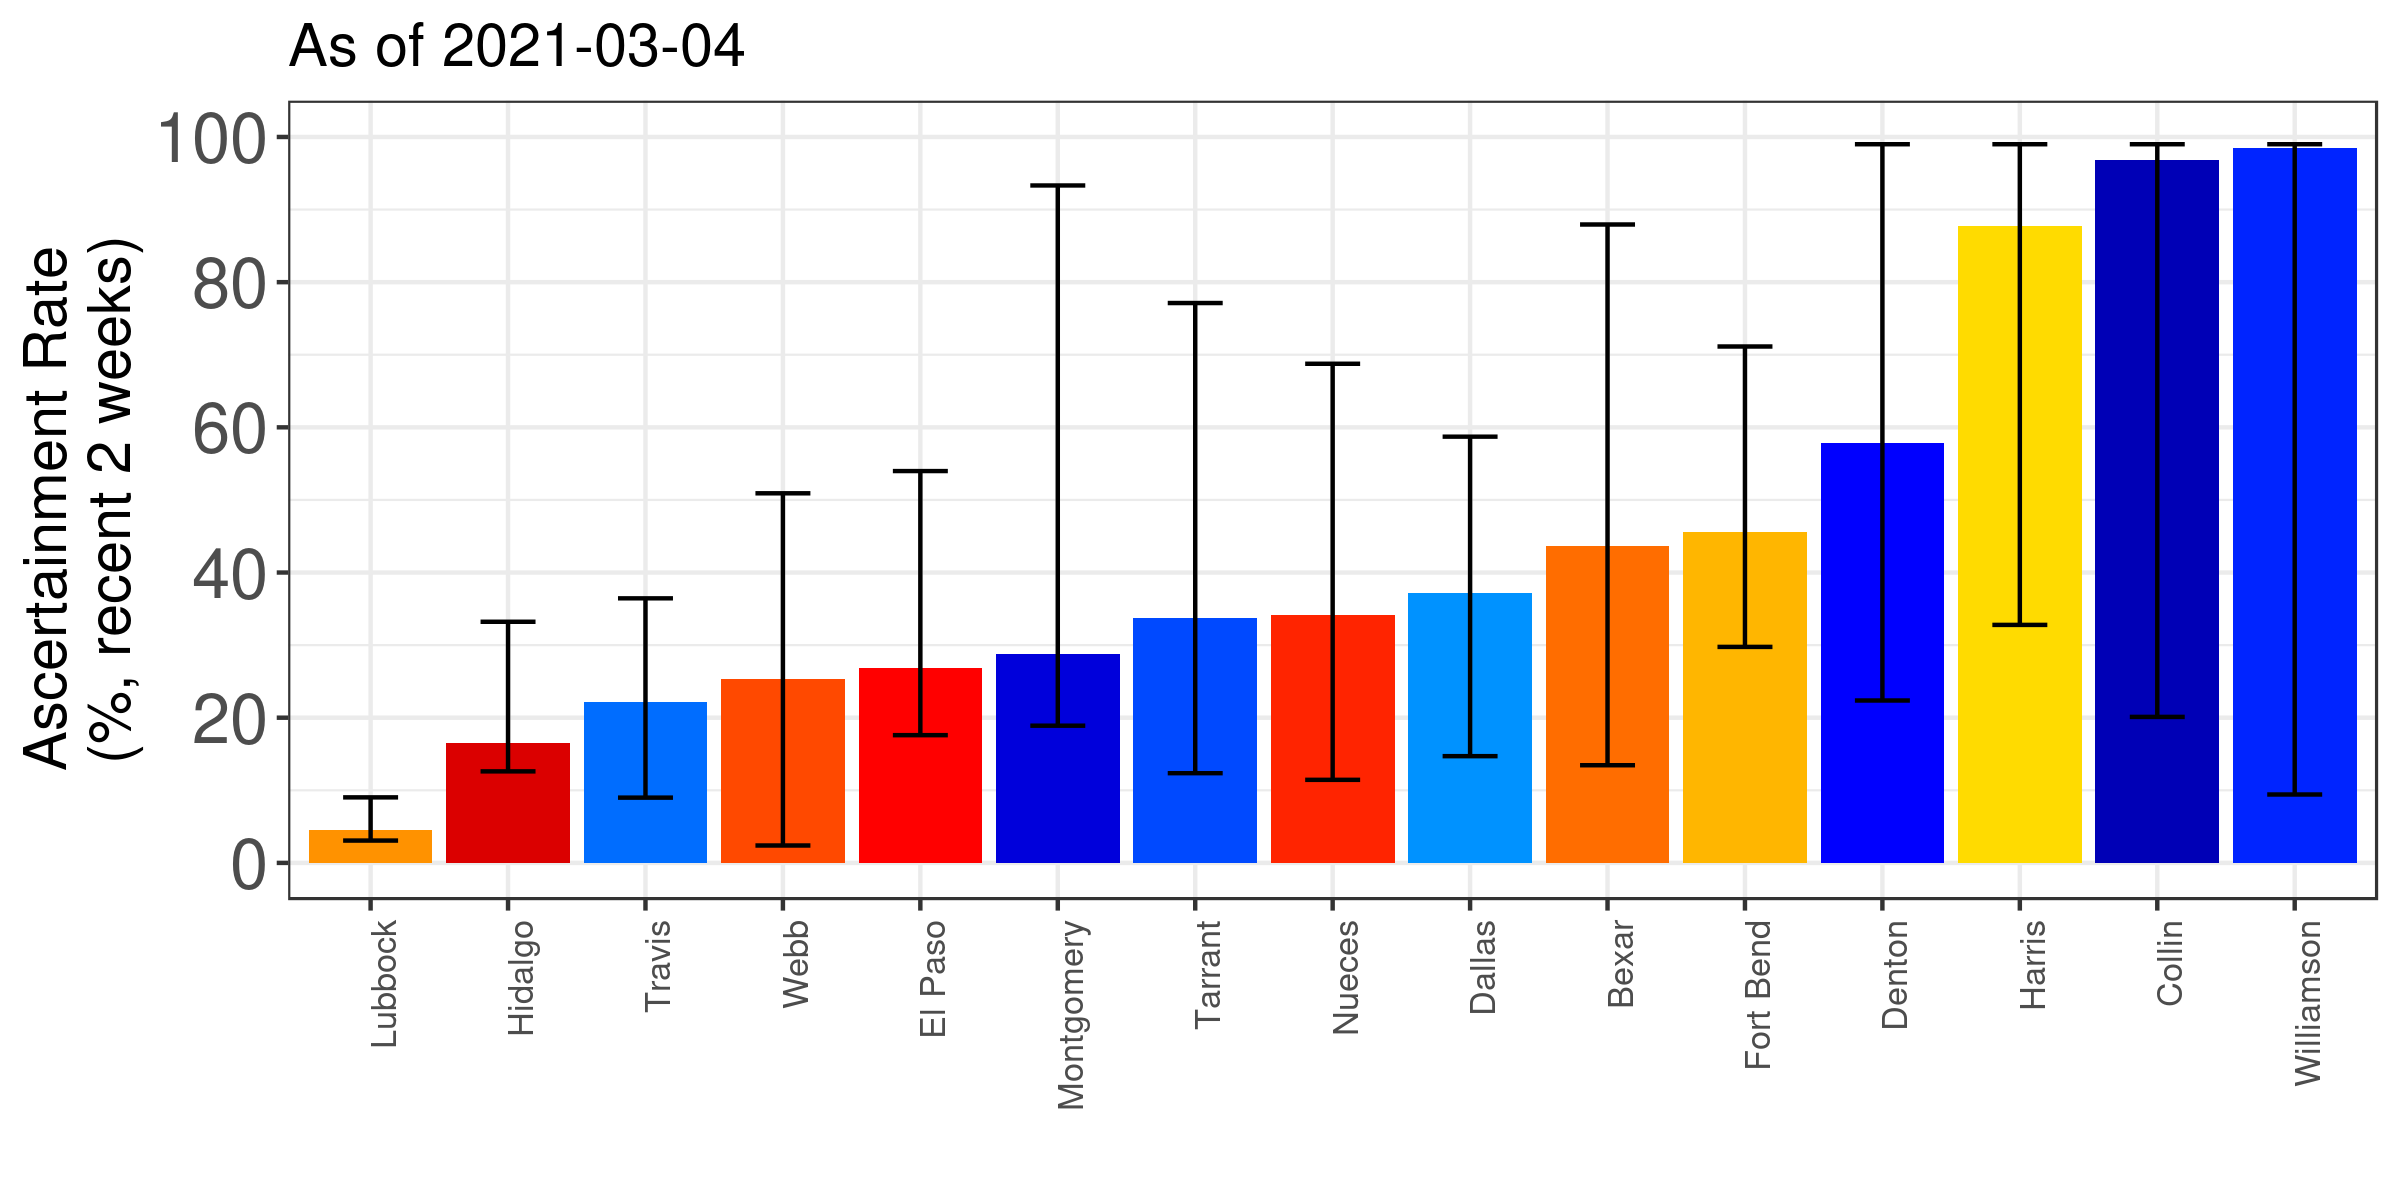 As of 2021-03-04
Ascertainment Rate
(%, recent 2 weeks)
100
80
60
40
20
0
Lubbock
Hidalgo
Travis
Webb
El Paso
Montgomery
Tarrant
Nueces
Dallas
Bexar
Fort Bend
Denton
Harris
Collin
Williamson